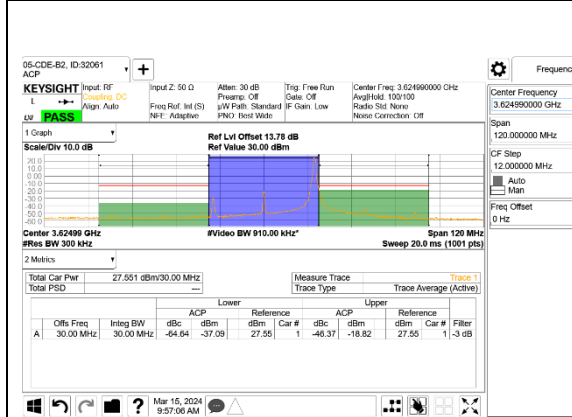 05-CDE-B2, ID:32061
ACP
Frequenc
KEYSIGHT
L
PASS
Input: RF
Coupling: DC
Align: Auto
Input Z: 50 Ω
Freq Ref: Int (S)
NFE: Adaptive
Atten: 30 dB
Preamp: Off
µW Path: Standard
PNO: Best Wide
Trig: Free Run
Gate: Off
IF Gain: Low
Center Freq: 3.624990000 GHz
Avg|Hold: 100/100
Radio Std: None
Noise Correction: Off
Center Frequency
3.624990000 GHz
Span
120.000000 MHz
CF Step
12.000000 MHz
Auto
Man
Freq Offset
0 Hz
1 Graph
Scale/Div 10.0 dB
Ref Lvl Offset 13.78 dB
Ref Value 30.00 dBm
20.0
10.0
0.00
-10.0
-20.0
-30.0
-40.0
-50.0
-60.0
Center 3.62499 GHz
#Video BW 910.00 kHz*
Span 120 MHz
#Res BW 300 kHz
Sweep 20.0 ms (1001 pts)
2 Metrics
Total Car Pwr 27.551 dBm/30.00 MHz
Total PSD ---
Measure Trace Trace 1
Trace Type Trace Average (Active)
Lower Upper
ACP Reference ACP Reference
Offs Freq Integ BW dBc dBm dBm Car # dBc dBm dBm Car # Filter
A 30.00 MHz 30.00 MHz -64.64 -37.09 27.55 1 -46.37 -18.82 27.55 1 -3 dB
Mar 15, 2024
9:57:06 AM